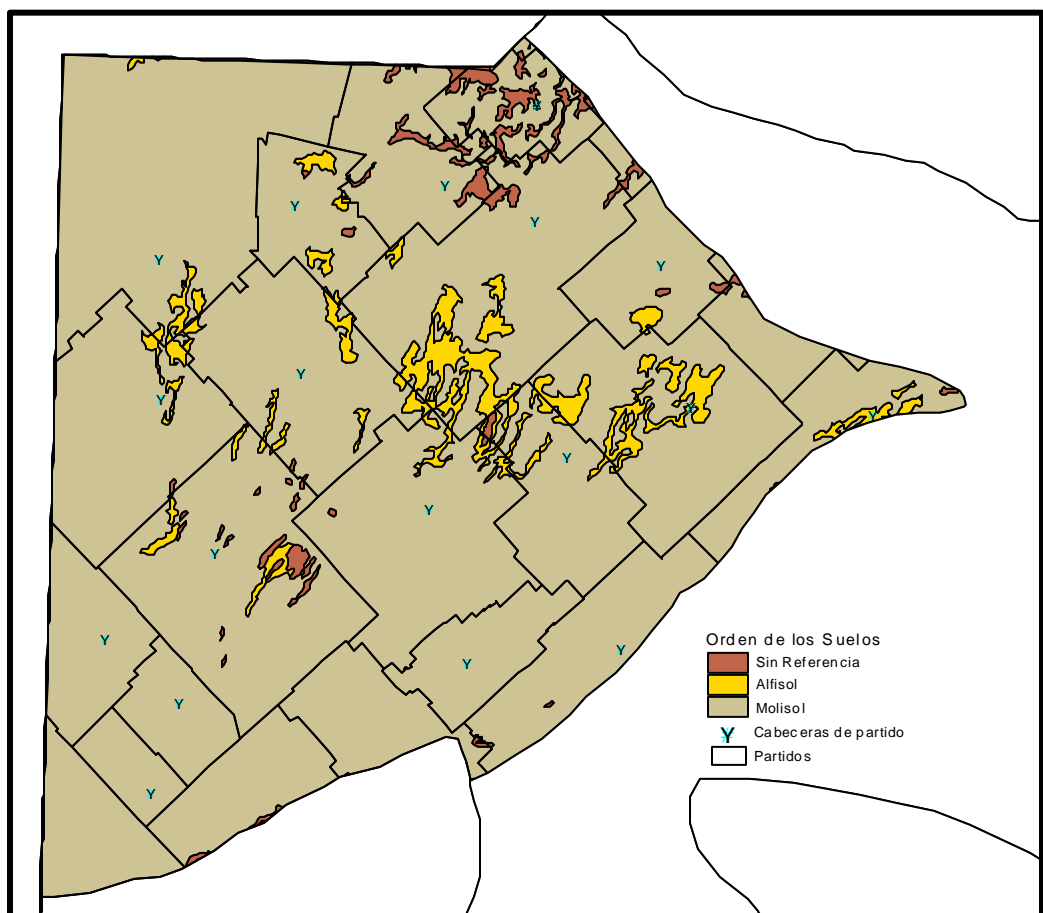 Orden de los Suelos
Sin Referencia
Alfisol
Molisol
Cabeceras de partido
Partidos